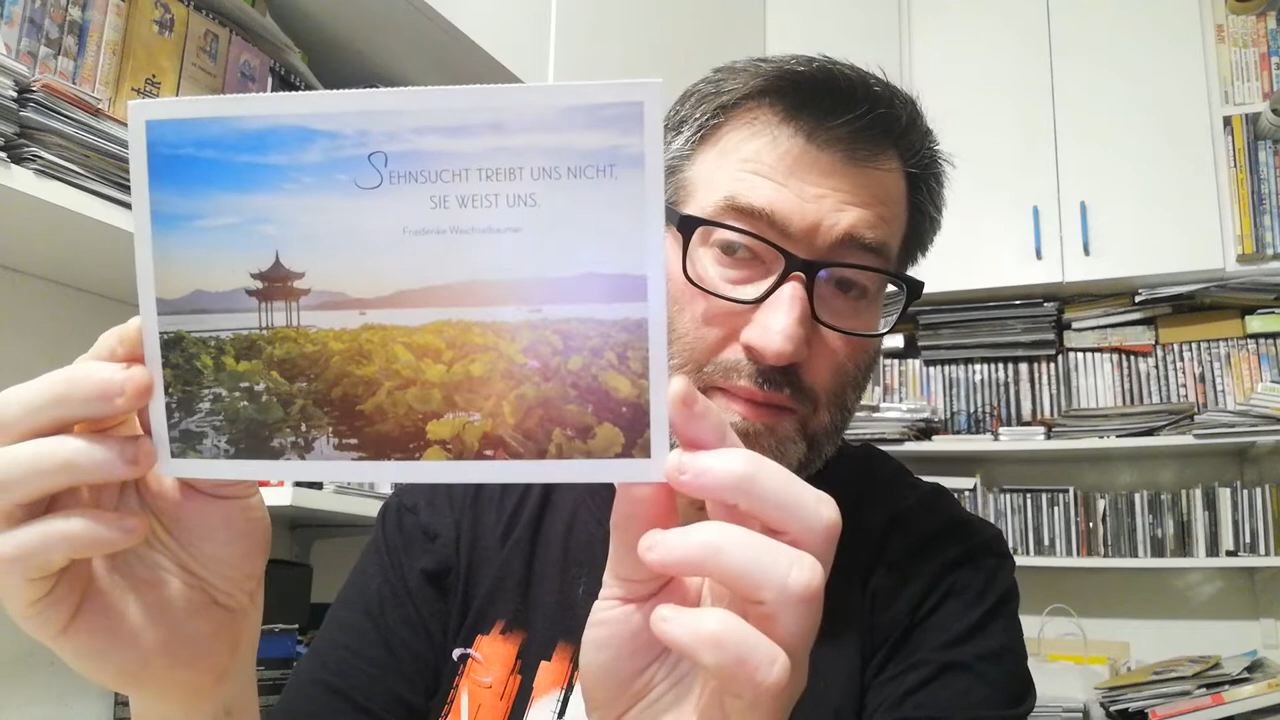 SEHNSUCHT TREIBT UNS NICHT,
SIE WEIST UNS.
Friederike Weichselbaumer